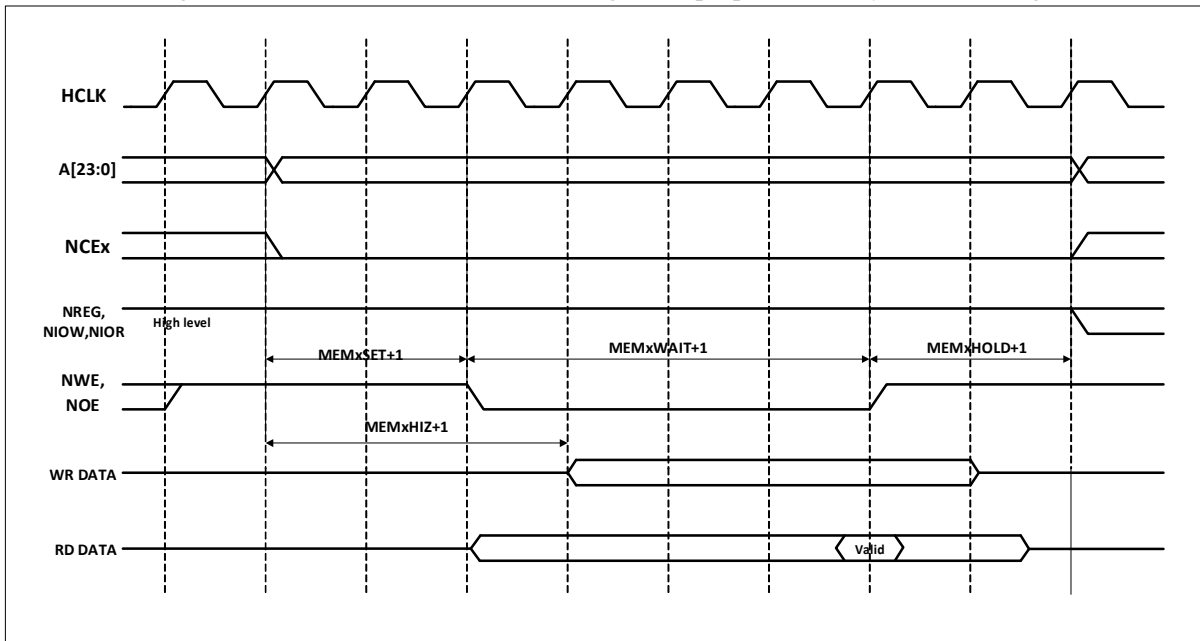 HCLK
A[23:0]
NCEx
NREG,
NIOW,NIOR
High level
MEMxSET+1
MEMxWAIT+1
MEMxHOLD+1
NWE,
NOE
MEMxHIZ+1
WR DATA
RD DATA
Valid